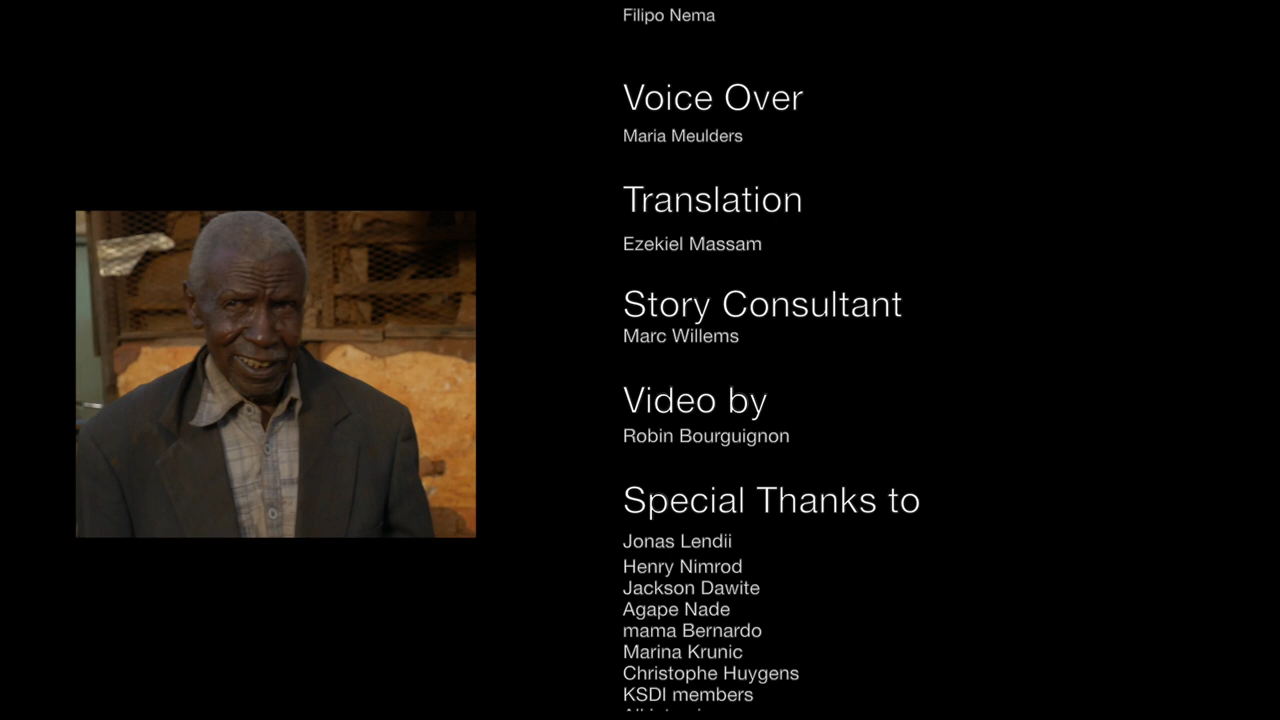 Filipo Nema
Voice Over
Maria Meulders
Translation
Ezekiel Massam
Story Consultant
Marc Willems
Video by
Robin Bourguignon
Special Thanks to
Jonas Lendii
Henry Nimrod
Jackson Dawite
Agape Nade
mama Bernardo
Marina Krunic
Christophe Huygens
KSDI members